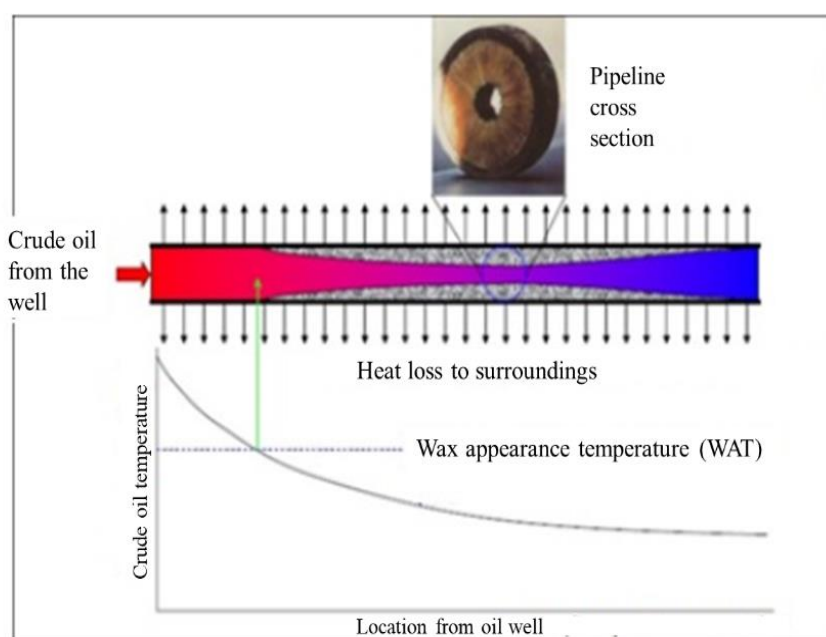 Pipeline
cross
section
Crude oil
from the
well
Heat loss to surroundings
Wax appearance temperature (WAT)
Crude oil temperature
Location from oil well